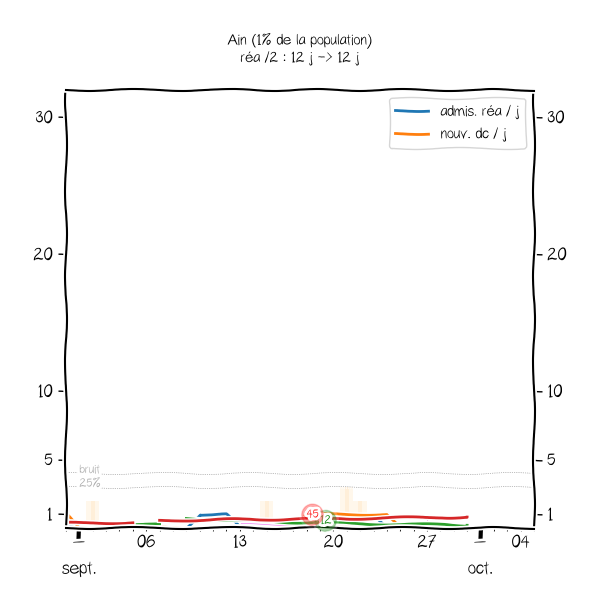 Ain (1% de la population)
réa /2 : 12 j -> 12 j
admis. réa / j
nouv. dc / j
30
30
20
20
10
10
5
5
bruit
25%
1
1
45
12
06
13
20
27
04
sept.
oct.